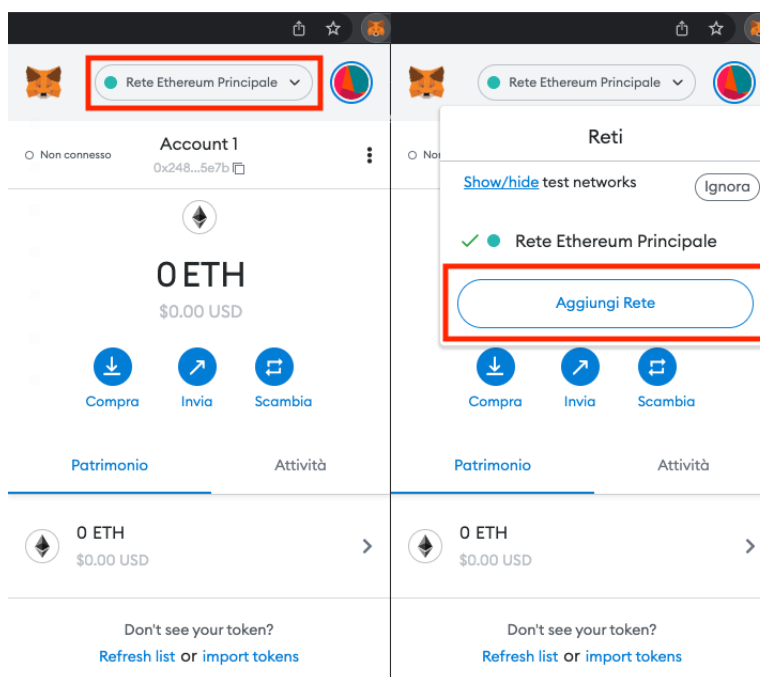 Rete Ethereum Principale
Non connesso
Account 1
0x248...5e7b
0 ETH
$0.00 USD
Compra
Invia
Scambia
Patrimonio
Attività
0 ETH
$0.00 USD
Don't see your token?
Refresh list or import tokens
Rete Ethereum Principale
Reti
Show/hide test networks
Ignora
Rete Ethereum Principale
Aggiungi Rete
Compra
Invia
Scambia
Patrimonio
Attività
0 ETH
$0.00 USD
Don't see your token?
Refresh list or import tokens